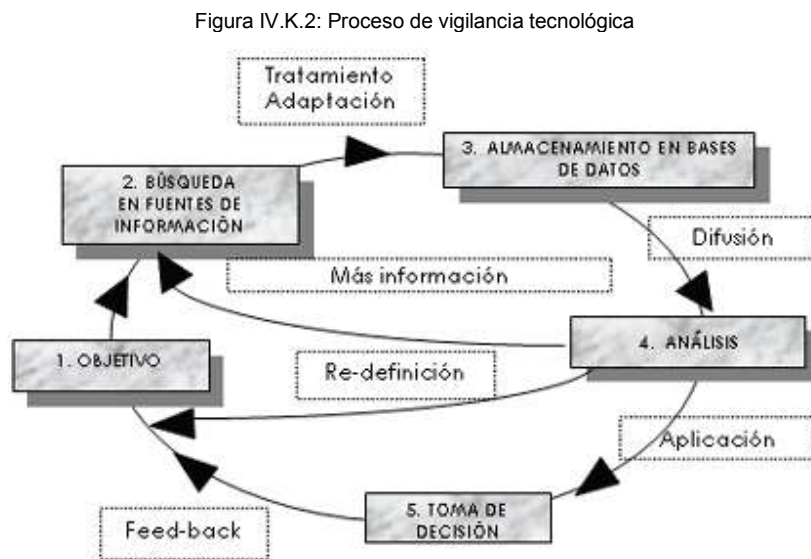 Figura IV.K.2: Proceso de vigilancia tecnológica
Tratamiento
Adaptación
3. ALMACENAMIENTO EN BASES
DE DATOS
2. BÚSQUEDA
EN FUENTES DE
INFORMACIÓN
Difusión
Más información
4. ANÁLISIS
1. OBJETIVO
Re-definición
Aplicación
5. TOMA DE
DECISIÓN
Feed-back